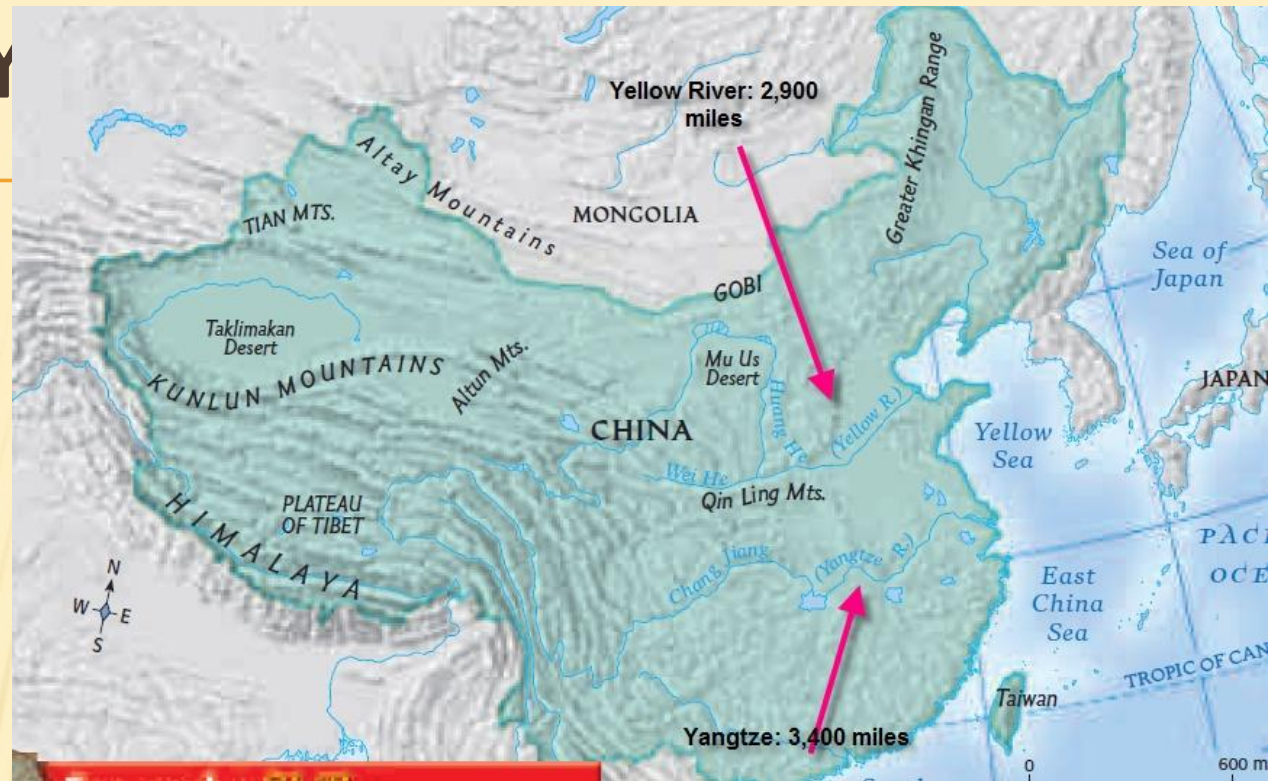 Y
Yellow River: 2,900
miles
Greater Khingan Range
Altay Mountains
TIAN MTS.
MONGOLIA
Sea of
Japan
GOBI
Taklimakan
Desert
Mu Us
Desert
KUNLUN MOUNTAINS
Altun Mts.
JAPAN
CHINA
Huang He
(Yellow R.)
Yellow
Sea
Wei He
Qin Ling Mts.
PLATEAU
OF TIBET
HIMALAYA
N
W E
S
Chang Jiang
(Yangtze R.)
PACI
OCE
East
China
Sea
TROPIC OF CAN
Taiwan
Yangtze: 3,400 miles
0 600 m